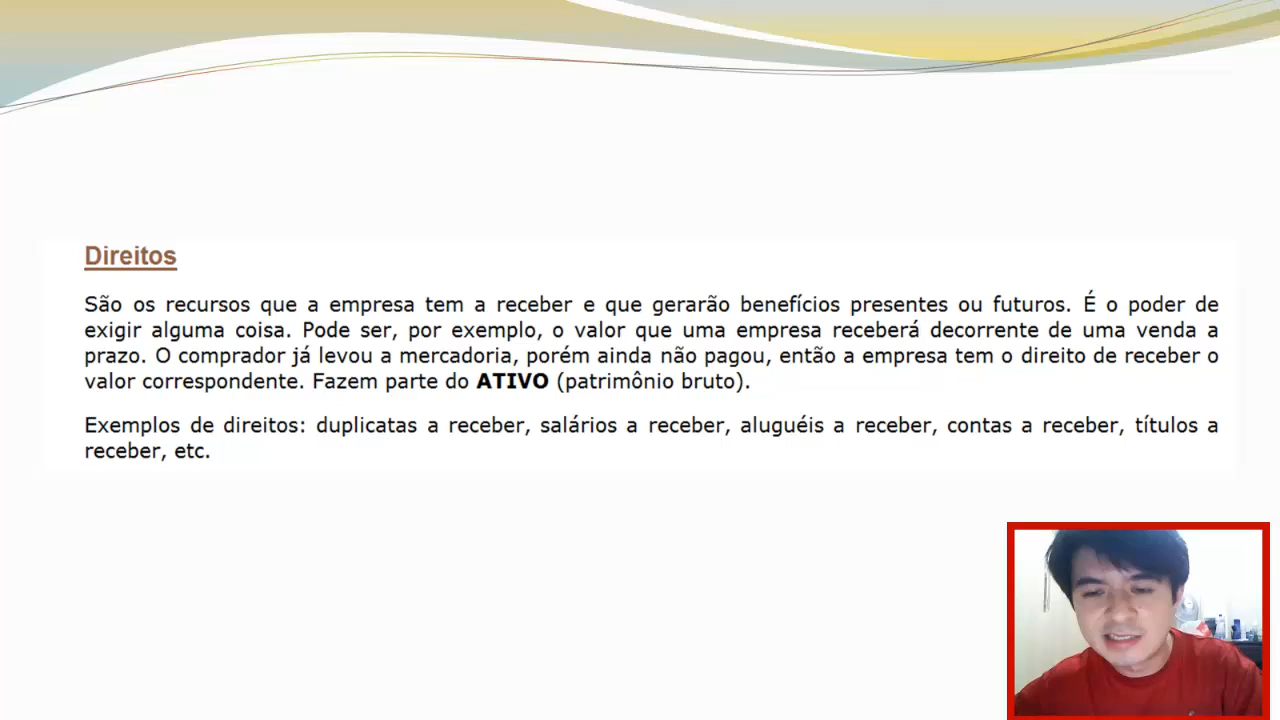 Direitos
São os recursos que a empresa tem a receber e que gerarão benefícios presentes ou futuros. É o poder de
exigir alguma coisa. Pode ser, por exemplo, o valor que uma empresa receberá decorrente de uma venda a
prazo. O comprador já levou a mercadoria, porém ainda não pagou, então a empresa tem o direito de receber o
valor correspondente. Fazem parte do ATIVO (patrimônio bruto).
Exemplos de direitos: duplicatas a receber, salários a receber, aluguéis a receber, contas a receber, títulos a
receber, etc.